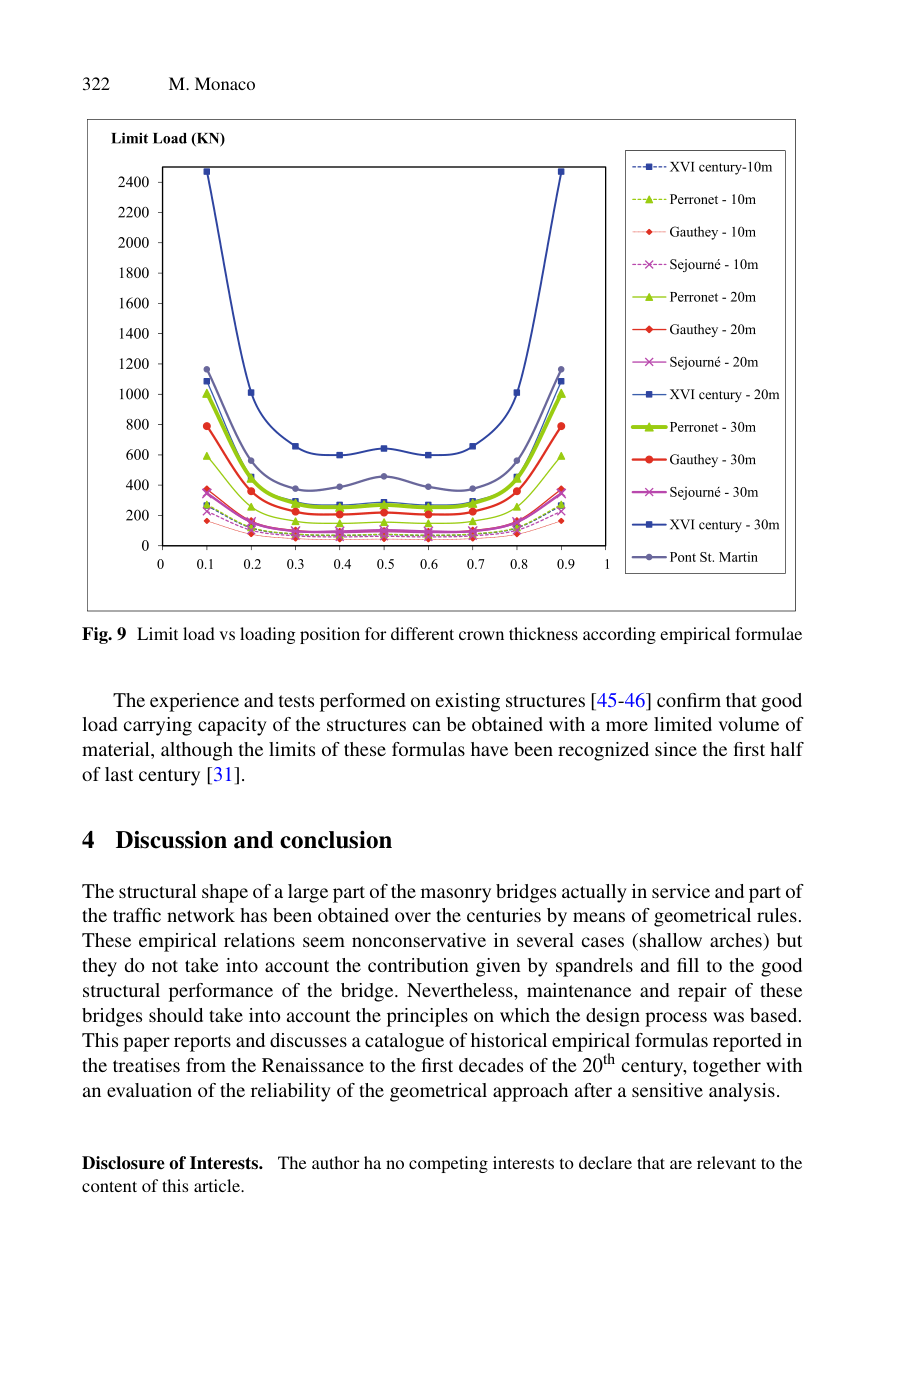 322 M. Monaco
Limit Load (KN)
2400
2200
2000
1800
1600
1400
1200
1000
800
600
400
200
0
0 0.1 0.2 0.3 0.4 0.5 0.6 0.7 0.8 0.9 1
XVI century-10m
Perronet - 10m
Gauthey - 10m
Sejourné - 10m
Perronet - 20m
Gauthey - 20m
Sejourné - 20m
XVI century - 20m
Perronet - 30m
Gauthey - 30m
Sejourné - 30m
XVI century - 30m
Pont St. Martin
Fig. 9 Limit load vs loading position for different crown thickness according empirical formulae
The experience and tests performed on existing structures [45-46] confirm that good
load carrying capacity of the structures can be obtained with a more limited volume of
material, although the limits of these formulas have been recognized since the first half
of last century [31].
4 Discussion and conclusion
The structural shape of a large part of the masonry bridges actually in service and part of
the traffic network has been obtained over the centuries by means of geometrical rules.
These empirical relations seem nonconservative in several cases (shallow arches) but
they do not take into account the contribution given by spandrels and fill to the good
structural performance of the bridge. Nevertheless, maintenance and repair of these
bridges should take into account the principles on which the design process was based.
This paper reports and discusses a catalogue of historical empirical formulas reported in
the treatises from the Renaissance to the first decades of the 20th century, together with
an evaluation of the reliability of the geometrical approach after a sensitive analysis.
Disclosure of Interests. The author ha no competing interests to declare that are relevant to the
content of this article.